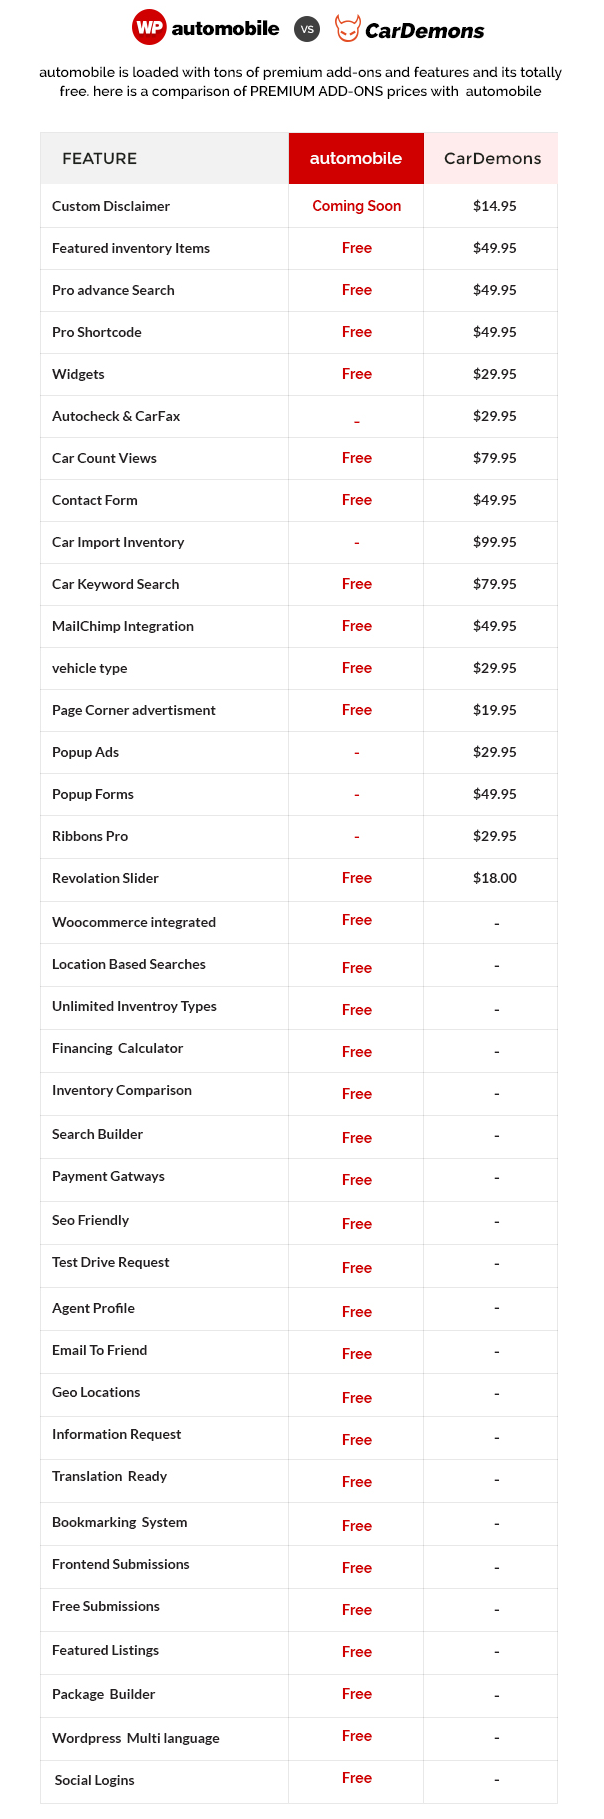 WP automobile VS CarDemons
automobile is loaded with tons of premium add-ons and features and its totally
free. here is a comparison of PREMIUM ADD-ONS prices with automobile
FEATURE automobile CarDemons
Custom Disclaimer Coming Soon $14.95
Featured inventory Items Free $49.95
Pro advance Search Free $49.95
Pro Shortcode Free $49.95
Widgets Free $29.95
Autocheck & CarFax - $29.95
Car Count Views Free $79.95
Contact Form Free $49.95
Car Import Inventory - $99.95
Car Keyword Search Free $79.95
MailChimp Integration Free $49.95
vehicle type Free $29.95
Page Corner advertisment Free $19.95
Popup Ads - $29.95
Popup Forms - $49.95
Ribbons Pro - $29.95
Revolation Slider Free $18.00
Woocommerce integrated Free -
Location Based Searches Free -
Unlimited Inventroy Types Free -
Financing Calculator Free -
Inventory Comparison Free -
Search Builder Free -
Payment Gatways Free -
Seo Friendly Free -
Test Drive Request Free -
Agent Profile Free -
Email To Friend Free -
Geo Locations Free -
Information Request Free -
Translation Ready Free -
Bookmarking System Free -
Frontend Submissions Free -
Free Submissions Free -
Featured Listings Free -
Package Builder Free -
Wordpress Multi language Free -
Social Logins Free -